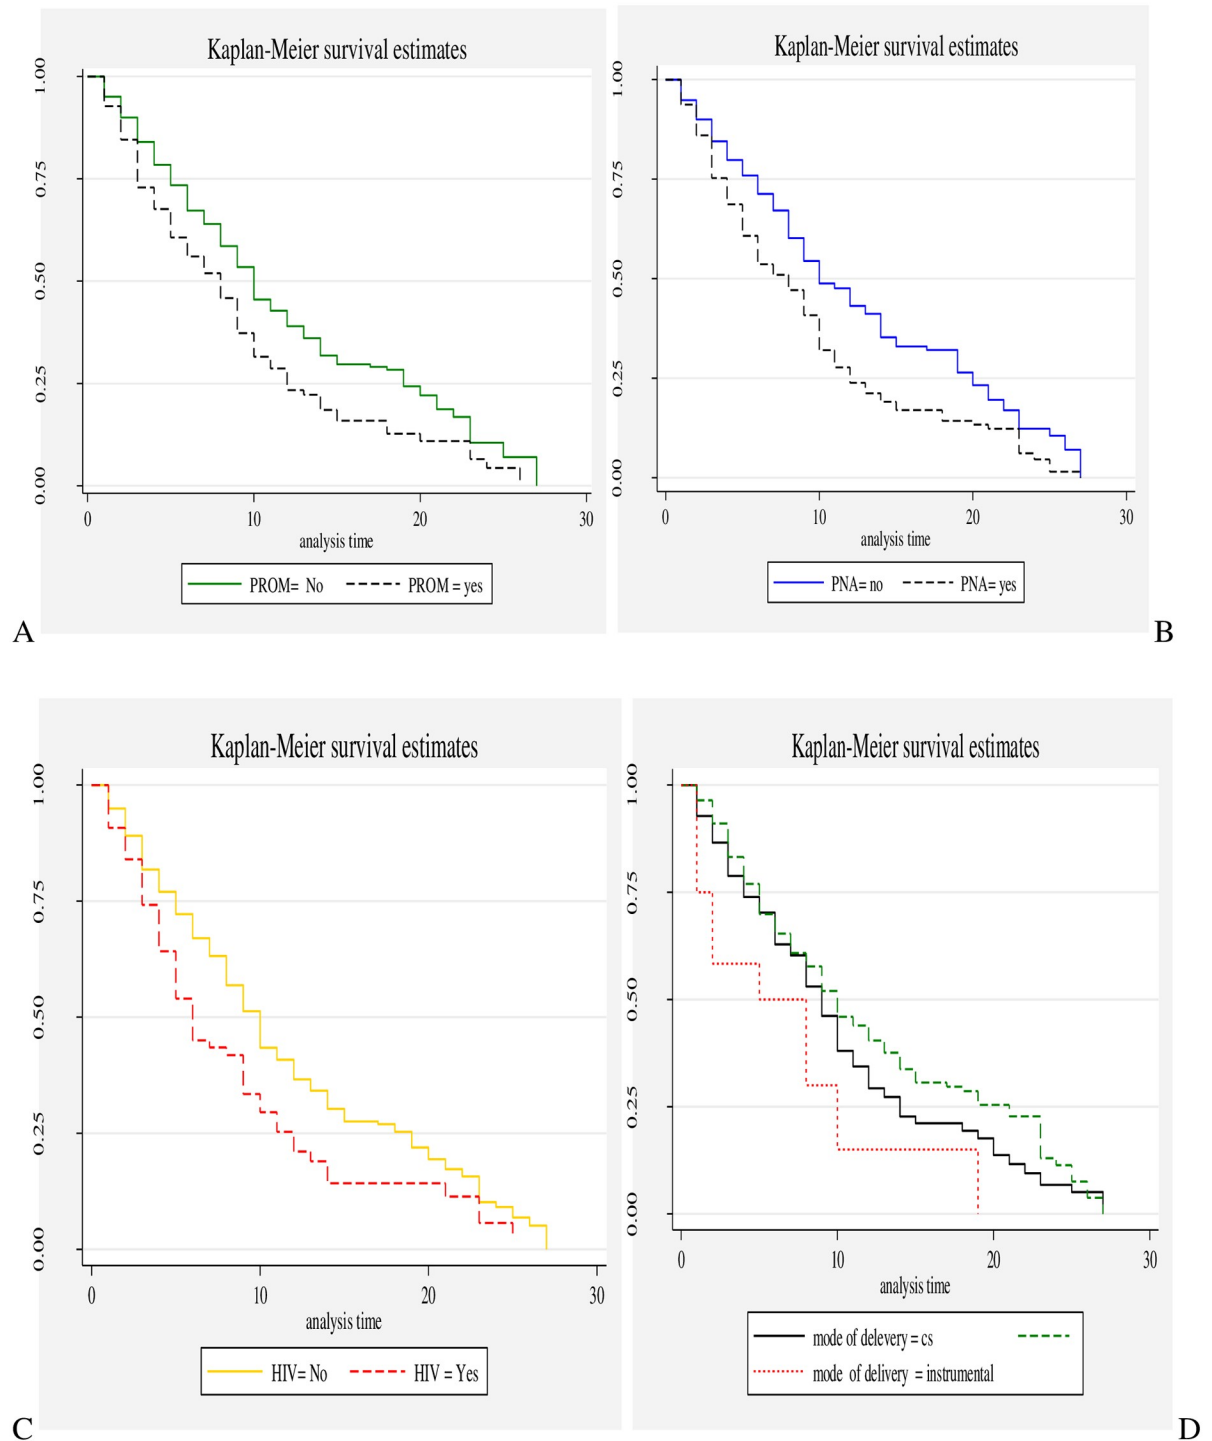 Kaplan-Meier survival estimates
1.00
0.75
0.50
0.25
0.00
0 10 20 30
analysis time
PROM= No PROM = yes
A
Kaplan-Meier survival estimates
1.00
0.75
0.50
0.25
0.00
0 10 20 30
analysis time
PNA= no PNA= yes
B
Kaplan-Meier survival estimates
1.00
0.75
0.50
0.25
0.00
0 10 20 30
analysis time
HIV= No HIV = Yes
C
Kaplan-Meier survival estimates
1.00
0.75
0.50
0.25
0.00
0 10 20 30
analysis time
mode of delevery = cs
mode of delivery = instrumental
D